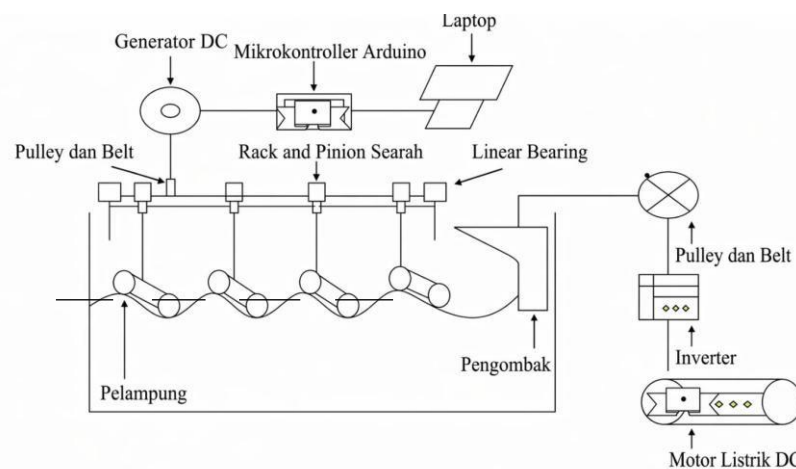 Laptop
Generator DC
Mikrokontroller Arduino
Pulley dan Belt
Rack and Pinion Searah
Linear Bearing
Pulley dan Belt
Inverter
Pengombak
Pelampung
Motor Listrik DC